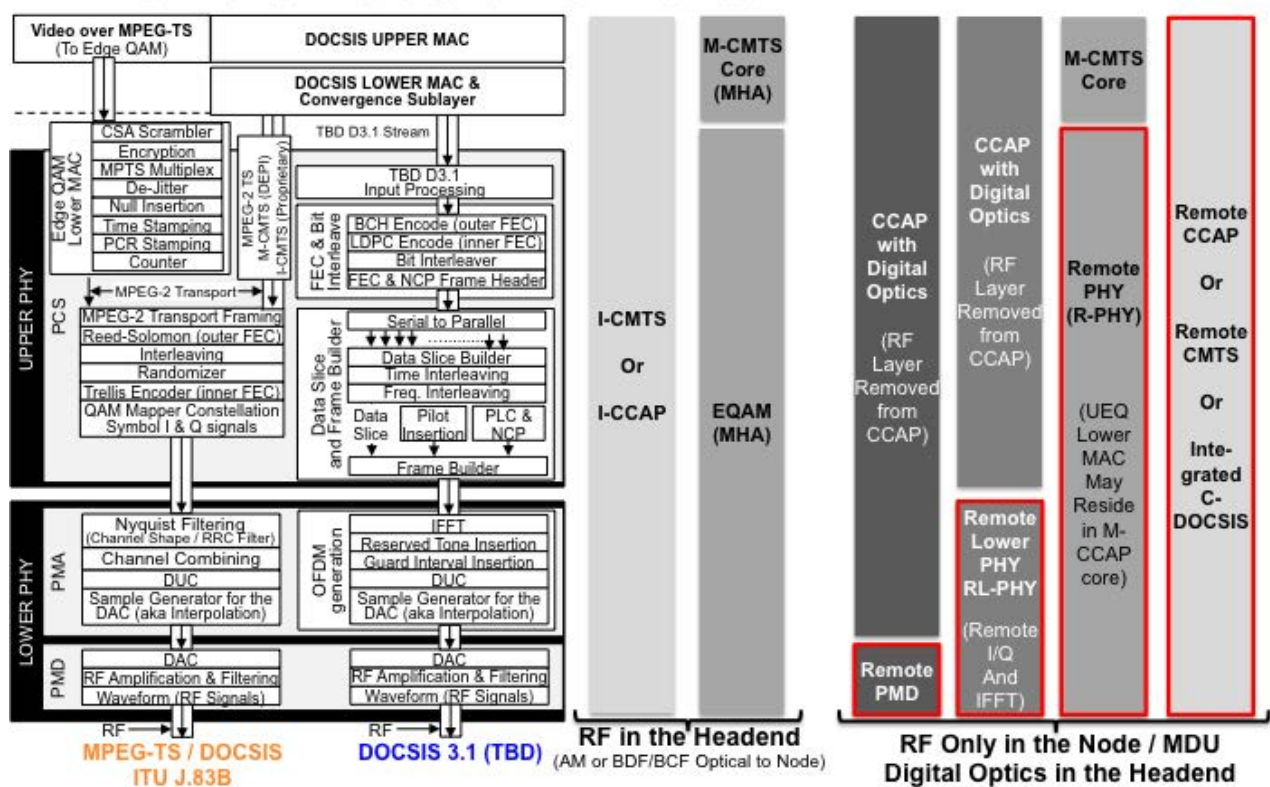 Video over MPEG-TS
(To Edge QAM)
DOCSIS UPPER MAC
DOCSIS LOWER MAC &
Convergence Sublayer
TBD D3.1 Stream
Edge QAM
Lower MAC
CSA Scrambler
Encryption
MPTS Multiplex
De-Jitter
Null Insertion
Time Stamping
PCR Stamping
Counter
MPEG-2 TS
M-CMTS (DEPI)
I-CMTS (Proprietary)
MPEG-2 Transport
UPPER PHY
PCS
MPEG-2 Transport Framing
Reed-Solomon (outer FEC)
Interleaving
Randomizer
Trellis Encoder (inner FEC)
QAM Mapper Constellation
Symbol I & Q signals
TBD D3.1
Input Processing
FEC & Bit
Interleave
BCH Encode (outer FEC)
LDPC Encode (inner FEC)
Bit Interleaver
FEC & NCP Frame Header
Data Slice
and Frame Builder
Serial to Parallel
Data Slice Builder
Time Interleaving
Freq. Interleaving
Data
Slice
Pilot
Insertion
PLC &
NCP
Frame Builder
LOWER PHY
PMA
Nyquist Filtering
(Channel Shape / RRC Filter)
Channel Combining
DUC
Sample Generator for the
DAC (aka Interpolation)
OFDM
generation
IFFT
Reserved Tone Insertion
Guard Interval Insertion
DUC
Sample Generator for the
DAC (aka Interpolation)
PMD
DAC
RF Amplification & Filtering
Waveform (RF Signals)
DAC
RF Amplification & Filtering
Waveform (RF Signals)
RF
RF
MPEG-TS / DOCSIS
ITU J.83B
DOCSIS 3.1 (TBD)
I-CMTS
Or
I-CCAP
M-CMTS
Core
(MHA)
EQAM
(MHA)
RF in the Headend
(AM or BDF/BCF Optical to Node)
CCAP
with
Digital
Optics
(RF
Layer
Removed
from
CCAP)
Remote
PMD
CCAP
with
Digital
Optics
(RF
Layer
Removed
from
CCAP)
Remote
Lower
PHY
RL-PHY
(Remote
I/Q
And
IFFT)
M-CMTS
Core
Remote
PHY
(R-PHY)
(UEQ
Lower
MAC
May
Reside
in M-
CCAP
core)
Remote
CCAP
Or
Remote
CMTS
Or
Inte-
grated
C-
DOCSIS
RF Only in the Node / MDU
Digital Optics in the Headend